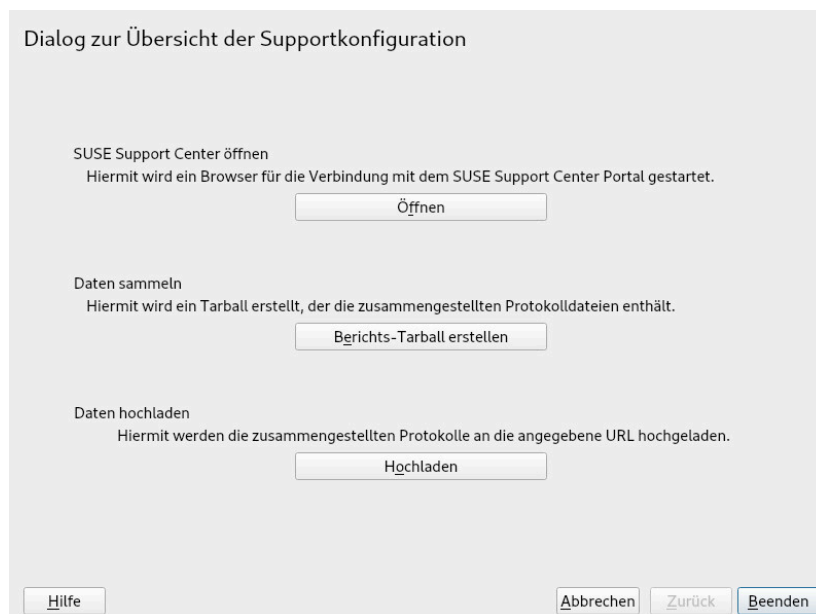 Dialog zur Übersicht der Supportkonfiguration
SUSE Support Center öffnen
Hiermit wird ein Browser für die Verbindung mit dem SUSE Support Center Portal gestartet.
Öffnen
Daten sammeln
Hiermit wird ein Tarball erstellt, der die zusammengestellten Protokolldateien enthält.
Berichts-Tarball erstellen
Daten hochladen
Hiermit werden die zusammengestellten Protokolle an die angegebene URL hochgeladen.
Hochladen
Hilfe Abbrechen Zurück Beenden